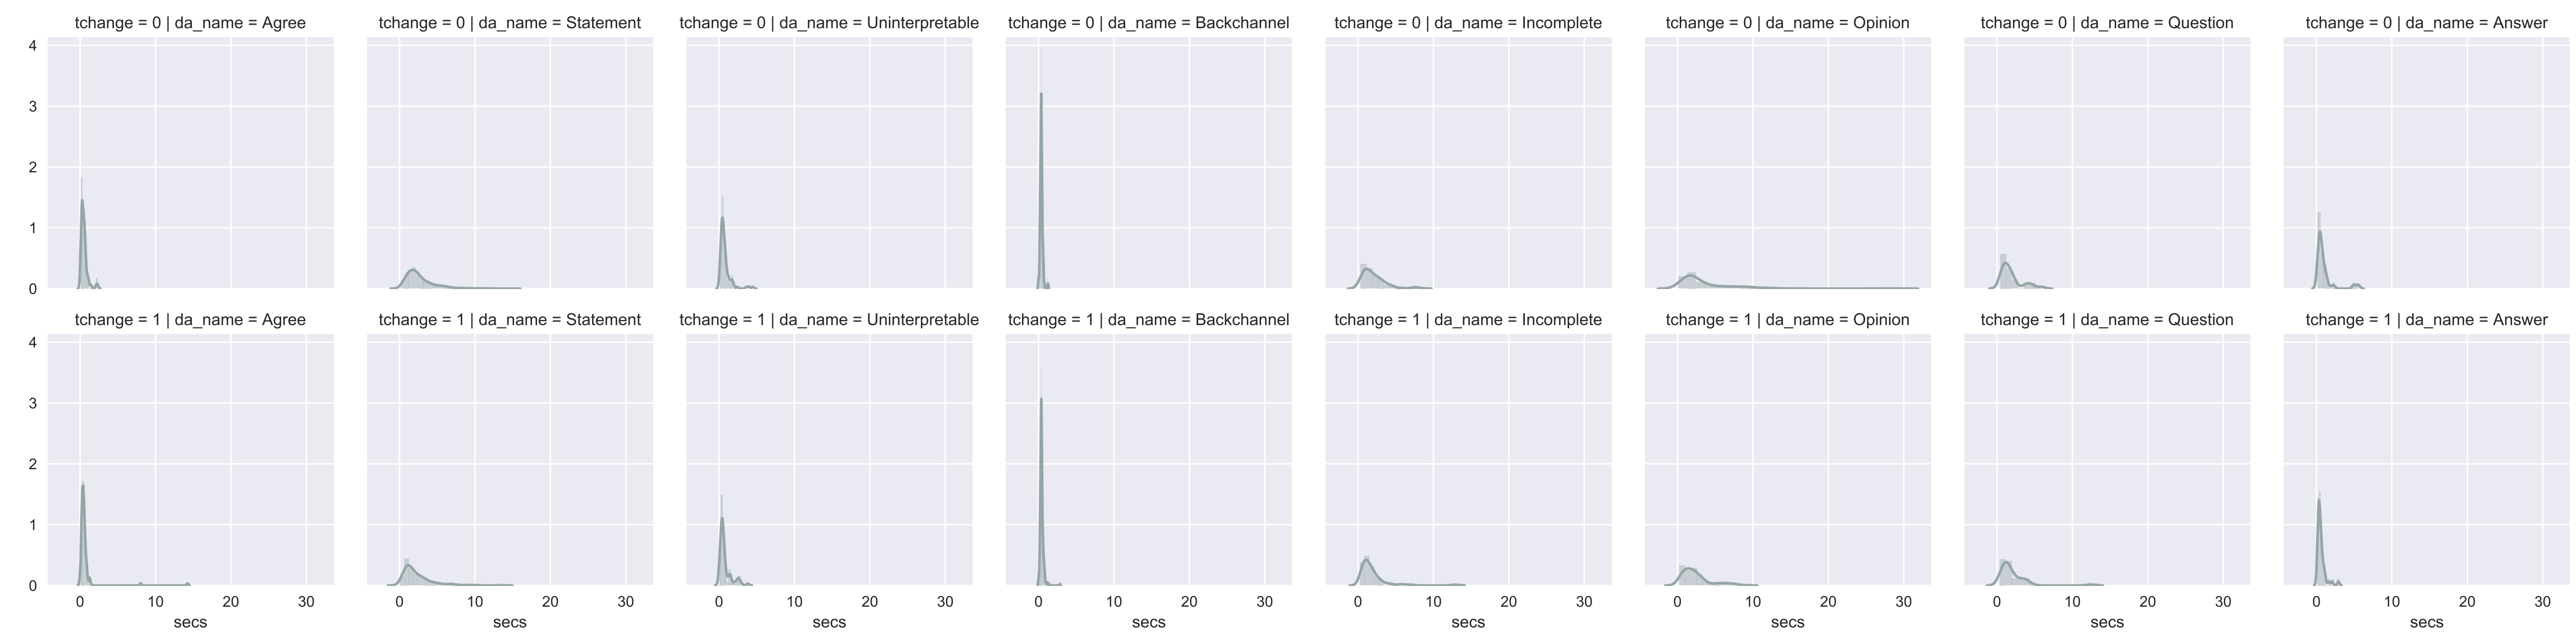 tchange = 0 | da_name = Agree
tchange = 0 | da_name = Statement
tchange = 0 | da_name = Uninterpretable
tchange = 0 | da_name = Backchannel
tchange = 0 | da_name = Incomplete
tchange = 0 | da_name = Opinion
tchange = 0 | da_name = Question
tchange = 0 | da_name = Answer
4
3
2
1
0
tchange = 1 | da_name = Agree
tchange = 1 | da_name = Statement
tchange = 1 | da_name = Uninterpretable
tchange = 1 | da_name = Backchannel
tchange = 1 | da_name = Incomplete
tchange = 1 | da_name = Opinion
tchange = 1 | da_name = Question
tchange = 1 | da_name = Answer
4
3
2
1
0
0 10 20 30
0 10 20 30
0 10 20 30
0 10 20 30
0 10 20 30
0 10 20 30
0 10 20 30
0 10 20 30
secs
secs
secs
secs
secs
secs
secs
secs